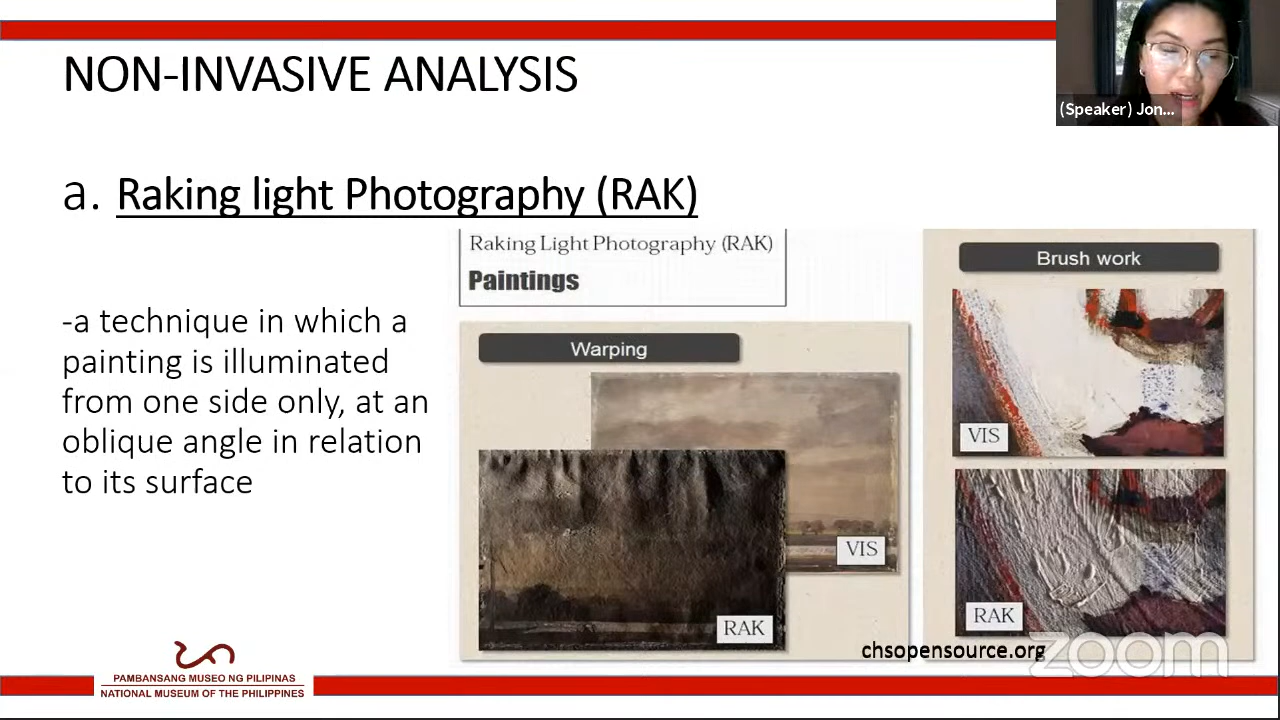 NON-INVASIVE ANALYSIS
(Speaker) Jon...
a. Raking light Photography (RAK)
-a technique in which a
painting is illuminated
from one side only, at an
oblique angle in relation
to its surface
Raking Light Photography (RAK)
Paintings
Warping
VIS
RAK
Brush work
VIS
RAK
chsopensource.org
zoom
PAMBANSANG MUSEO NG PILIPINAS
NATIONAL MUSEUM OF THE PHILIPPINES